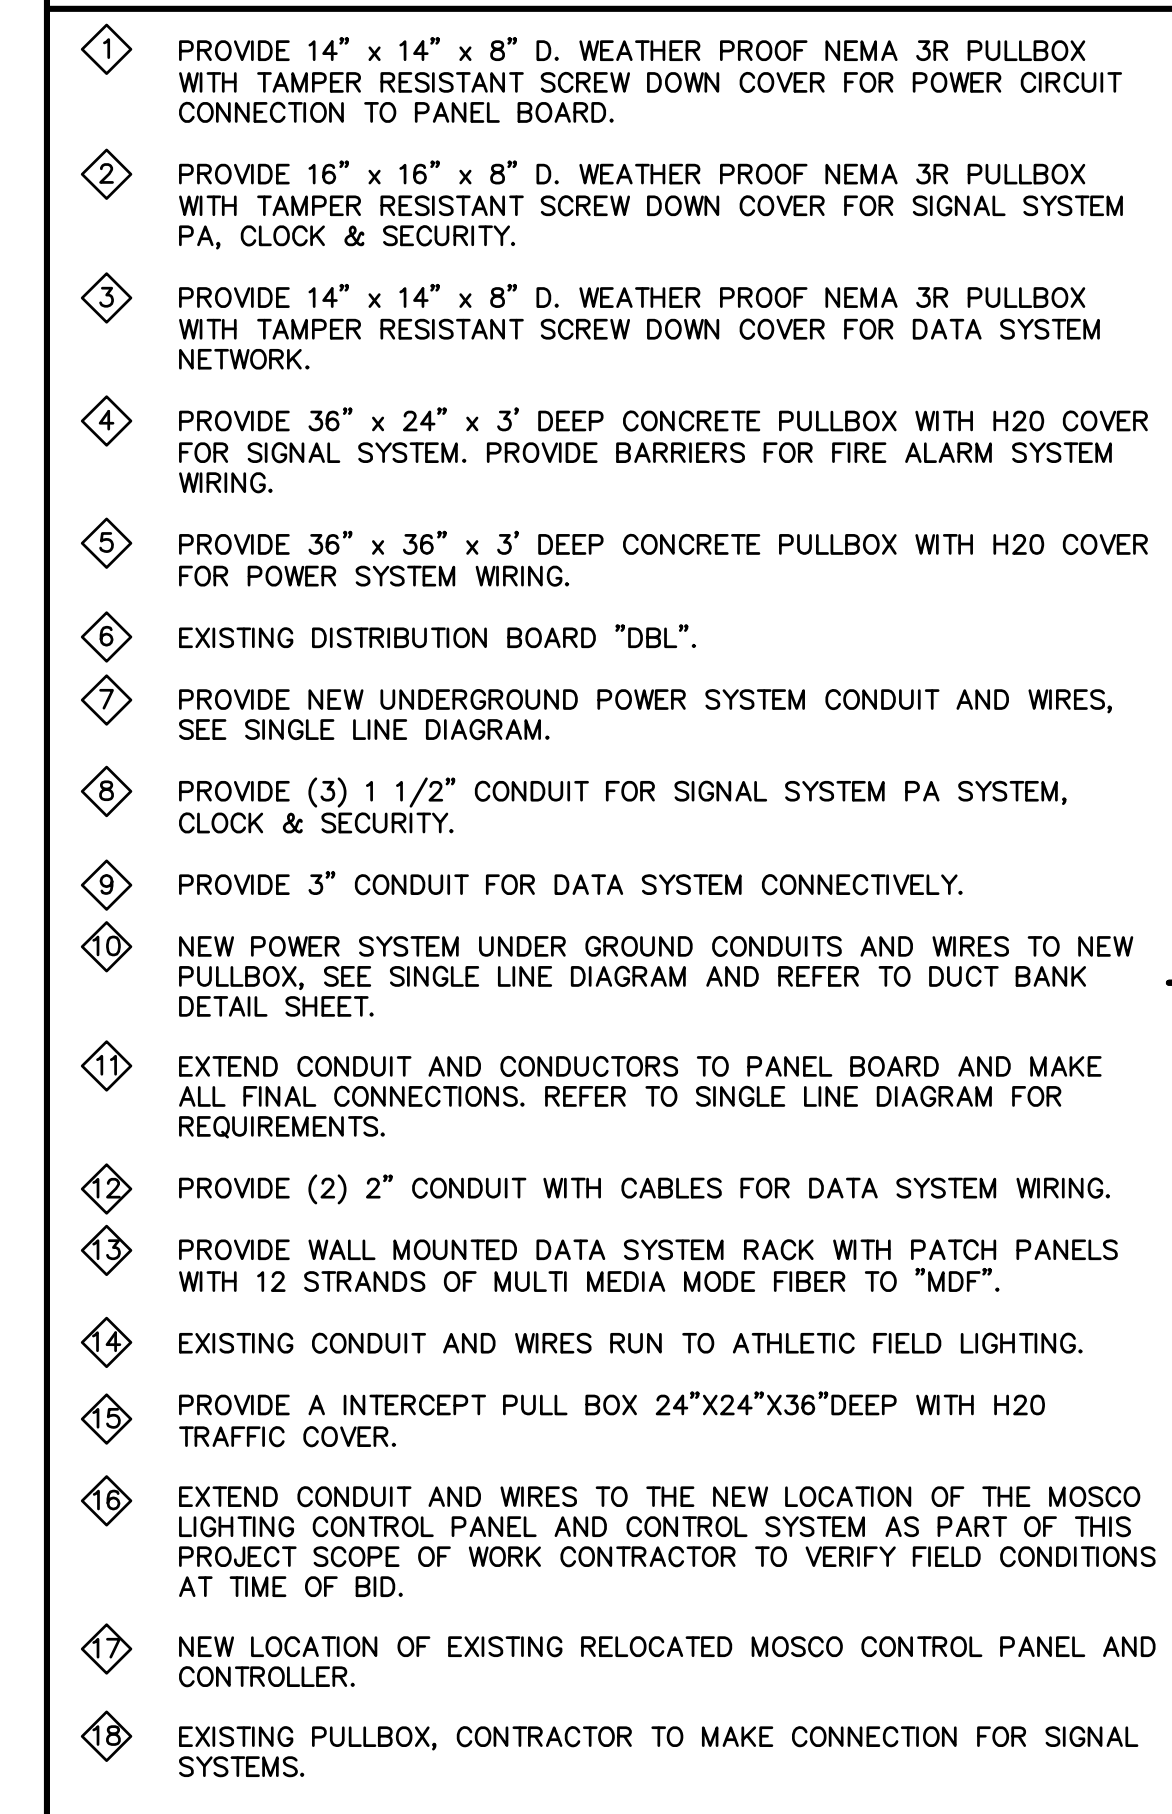 1 PROVIDE 14” x 14” x 8” D. WEATHER PROOF NEMA 3R PULLBOX
WITH TAMPER RESISTANT SCREW DOWN COVER FOR POWER CIRCUIT
CONNECTION TO PANEL BOARD.
2 PROVIDE 16” x 16” x 8” D. WEATHER PROOF NEMA 3R PULLBOX
WITH TAMPER RESISTANT SCREW DOWN COVER FOR SIGNAL SYSTEM
PA, CLOCK & SECURITY.
3 PROVIDE 14” x 14” x 8” D. WEATHER PROOF NEMA 3R PULLBOX
WITH TAMPER RESISTANT SCREW DOWN COVER FOR DATA SYSTEM
NETWORK.
4 PROVIDE 36” x 24” x 3’ DEEP CONCRETE PULLBOX WITH H20 COVER
FOR SIGNAL SYSTEM. PROVIDE BARRIERS FOR FIRE ALARM SYSTEM
WIRING.
5 PROVIDE 36” x 36” x 3’ DEEP CONCRETE PULLBOX WITH H20 COVER
FOR POWER SYSTEM WIRING.
6 EXISTING DISTRIBUTION BOARD ”DBL”.
7 PROVIDE NEW UNDERGROUND POWER SYSTEM CONDUIT AND WIRES,
SEE SINGLE LINE DIAGRAM.
8 PROVIDE (3) 1 1/2” CONDUIT FOR SIGNAL SYSTEM PA SYSTEM,
CLOCK & SECURITY.
9 PROVIDE 3” CONDUIT FOR DATA SYSTEM CONNECTIVELY.
10 NEW POWER SYSTEM UNDER GROUND CONDUITS AND WIRES TO NEW
PULLBOX, SEE SINGLE LINE DIAGRAM AND REFER TO DUCT BANK
DETAIL SHEET.
11 EXTEND CONDUIT AND CONDUCTORS TO PANEL BOARD AND MAKE
ALL FINAL CONNECTIONS. REFER TO SINGLE LINE DIAGRAM FOR
REQUIREMENTS.
12 PROVIDE (2) 2” CONDUIT WITH CABLES FOR DATA SYSTEM WIRING.
13 PROVIDE WALL MOUNTED DATA SYSTEM RACK WITH PATCH PANELS
WITH 12 STRANDS OF MULTI MEDIA MODE FIBER TO ”MDF”.
14 EXISTING CONDUIT AND WIRES RUN TO ATHLETIC FIELD LIGHTING.
15 PROVIDE A INTERCEPT PULL BOX 24”X24”X36”DEEP WITH H20
TRAFFIC COVER.
16 EXTEND CONDUIT AND WIRES TO THE NEW LOCATION OF THE MOSCO
LIGHTING CONTROL PANEL AND CONTROL SYSTEM AS PART OF THIS
PROJECT SCOPE OF WORK CONTRACTOR TO VERIFY FIELD CONDITIONS
AT TIME OF BID.
17 NEW LOCATION OF EXISTING RELOCATED MOSCO CONTROL PANEL AND
CONTROLLER.
18 EXISTING PULLBOX, CONTRACTOR TO MAKE CONNECTION FOR SIGNAL
SYSTEMS.